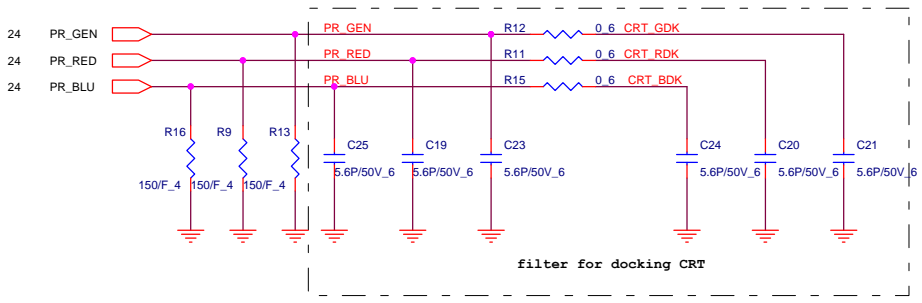 24 PR_GEN PR_GEN R12 0_6 CRT_GDK
24 PR_RED PR_RED R11 0_6 CRT_RDK
24 PR_BLU PR_BLU R15 0_6 CRT_BDK
R16 R9 R13 C25 C19 C23 C24 C20 C21
150/F_4 150/F_4 150/F_4 5.6P/50V_6 5.6P/50V_6 5.6P/50V_6 5.6P/50V_6 5.6P/50V_6 5.6P/50V_6
filter for docking CRT